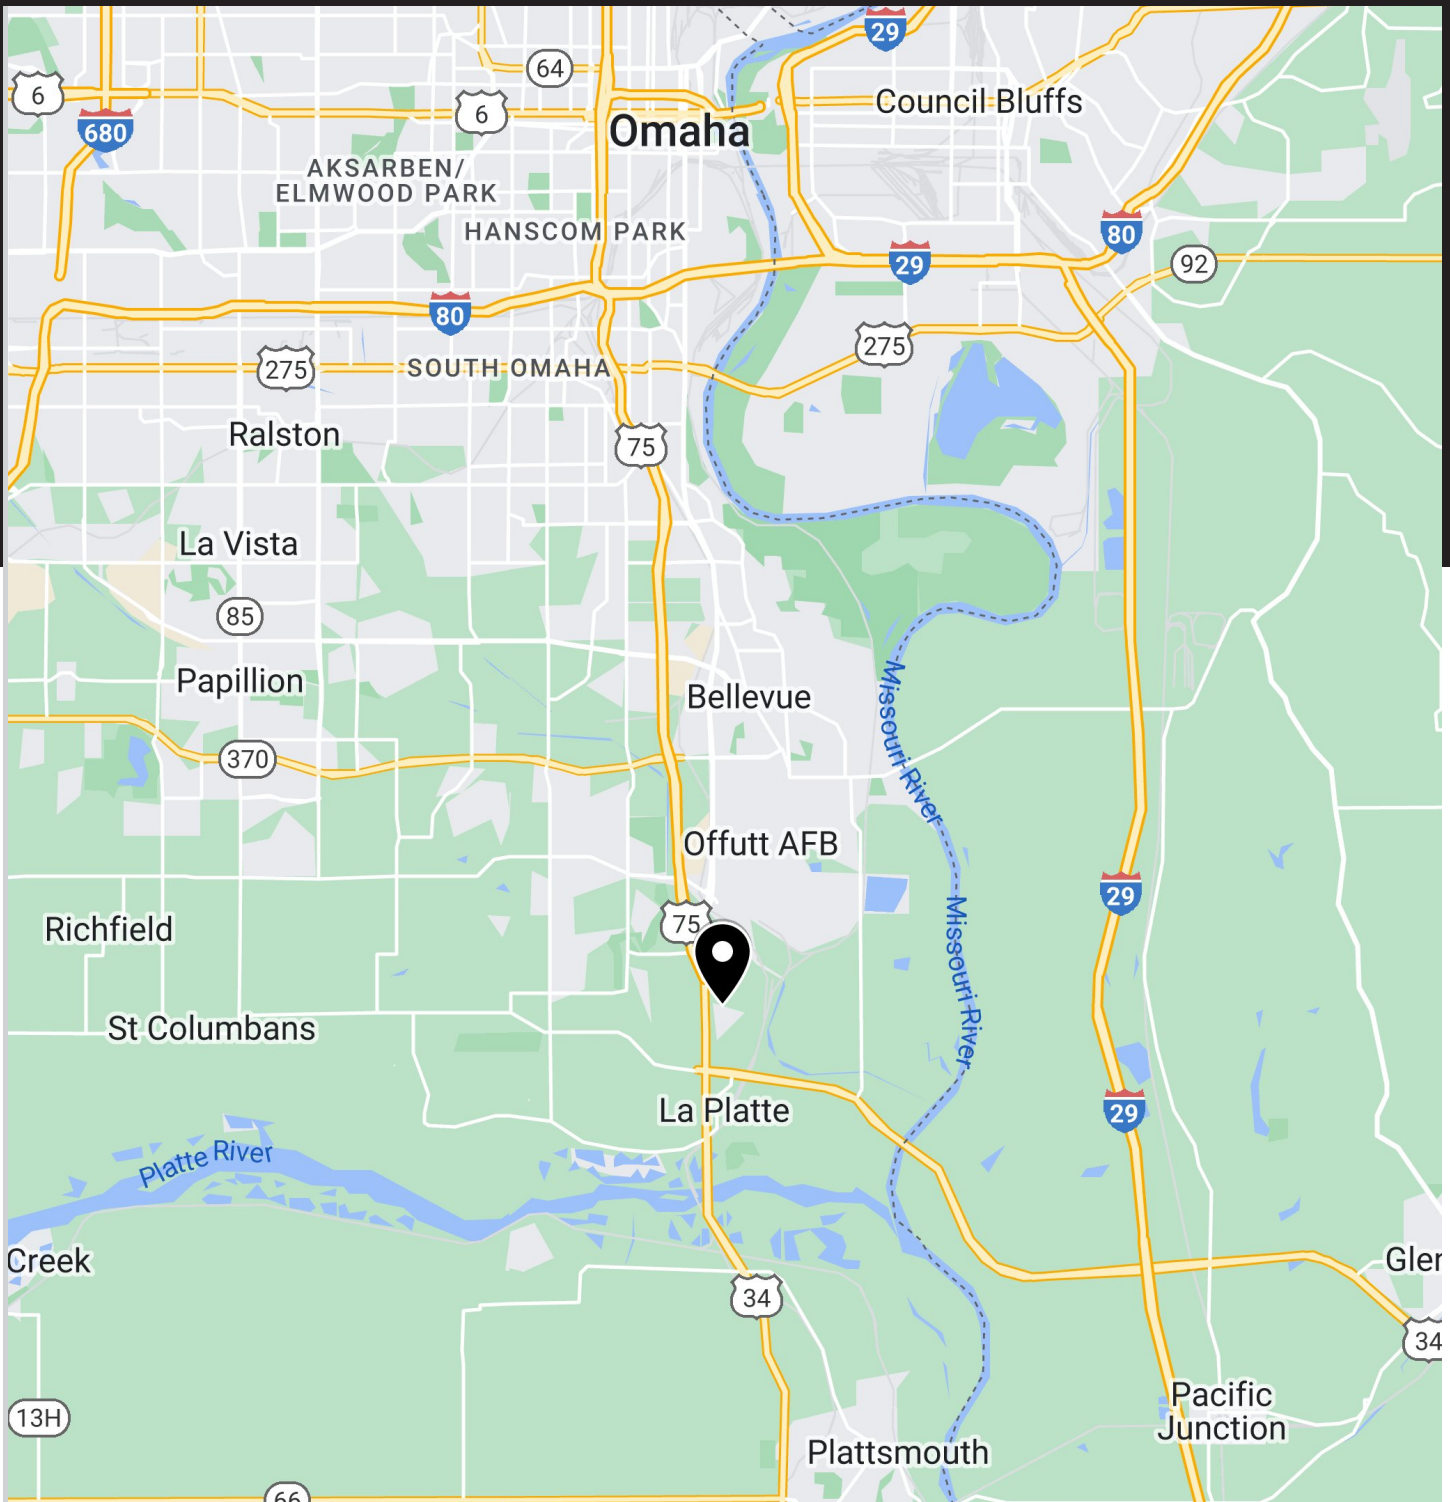 29
64
6
6
680
Council Bluffs
Omaha
AKSARBEN/
ELMWOOD PARK
HANSCOM PARK
80
29
92
80
275
275
SOUTH OMAHA
Ralston
75
La Vista
85
Papillion
Bellevue
Missouri River
370
Offutt AFB
29
75
Richfield
Missouri River
St Columbans
La Platte
29
Platte River
Creek
Gler
34
34
Pacific
Junction
13H
Plattsmouth
66